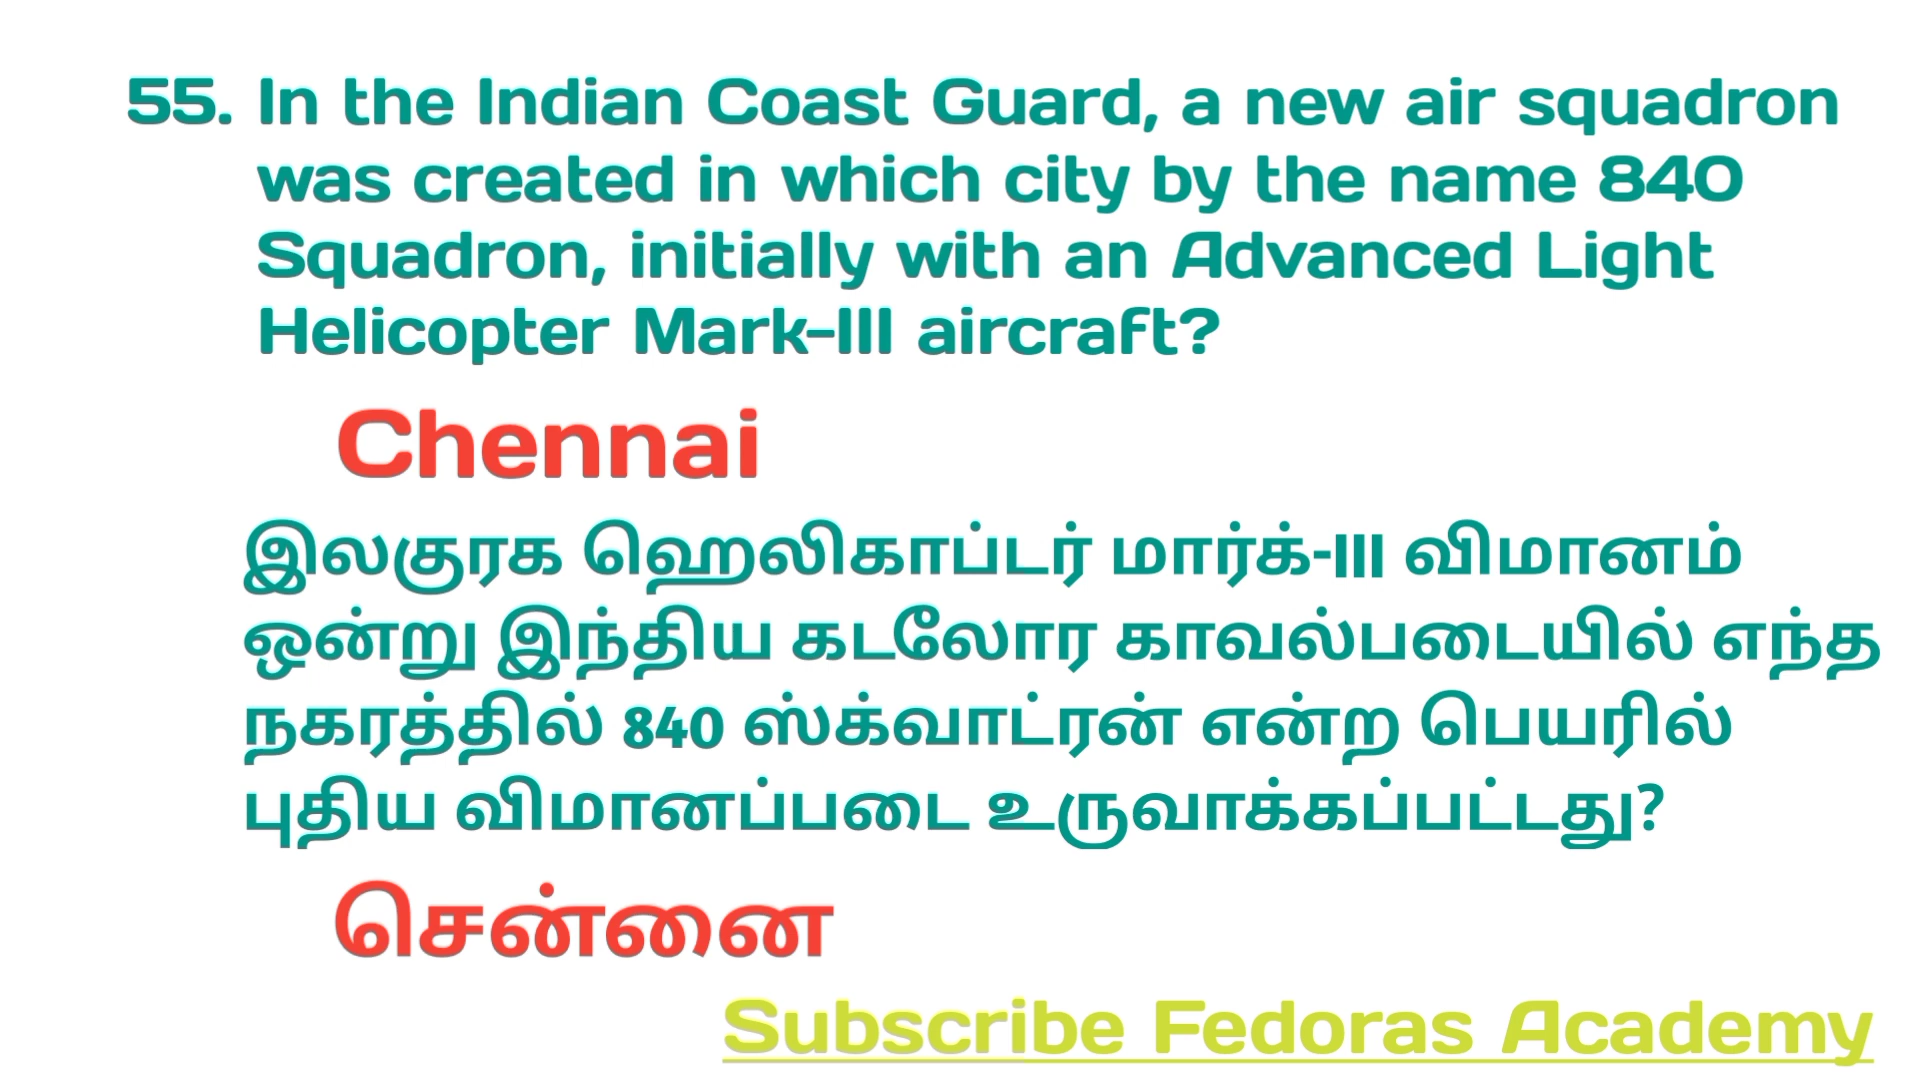 55. In the Indian Coast Guard, a new air squadron
was created in which city by the name 840
Squadron, initially with an Advanced Light
Helicopter Mark-III aircraft?
Chennai
இலகுரக ஹெலிகாப்டர் மார்க்-III விமானம்
ஒன்று இந்திய கடலோர காவல்படையில் எந்த
நகரத்தில் 840 ஸ்க்வாட்ரன் என்ற பெயரில்
புதிய விமானப்படை உருவாக்கப்பட்டது?
சென்னை
Subscribe Fedoras Academy